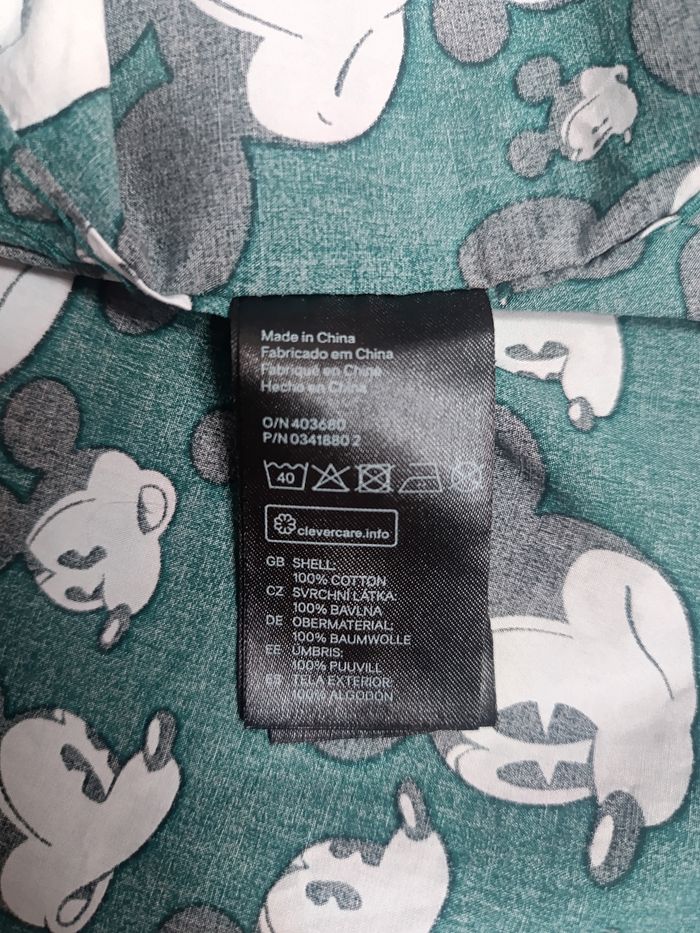 Made in China
Fabricado em China
Fabriqué en China
Hecho en China
O/N 403680
P/N 0341880 2
40
clevercare.info
GB SHELL:
100% COTTON
CZ SVRCHNÍ LÁTKA:
100% BAVLNA
DE OBERMATERIAL:
100% BAUMWOLLE
EE ÜMBRIS:
100% PUUVILL
ES TELA EXTERIOR:
100% ALGODÓN